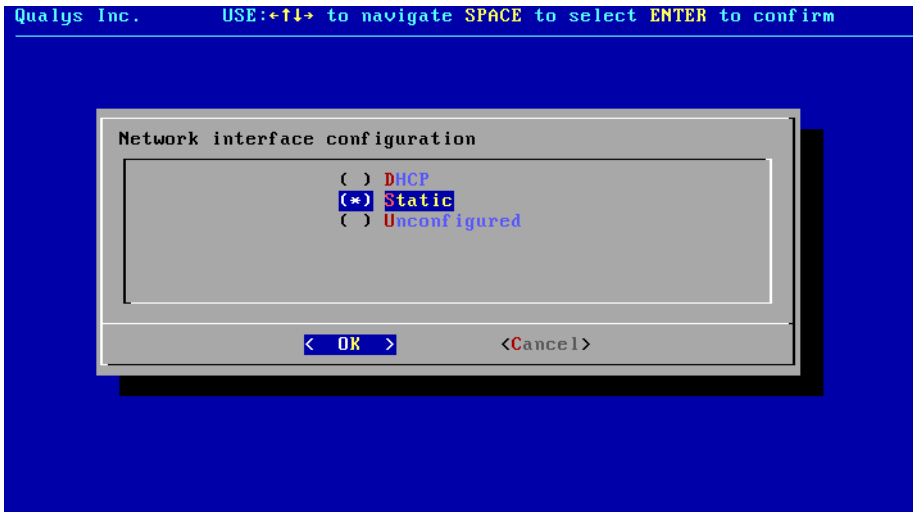 Qualys Inc. USE:←↑↓→ to navigate SPACE to select ENTER to confirm
Network interface configuration
( ) DHCP
(*) Static
( ) Unconfigured
< OK > <Cancel>